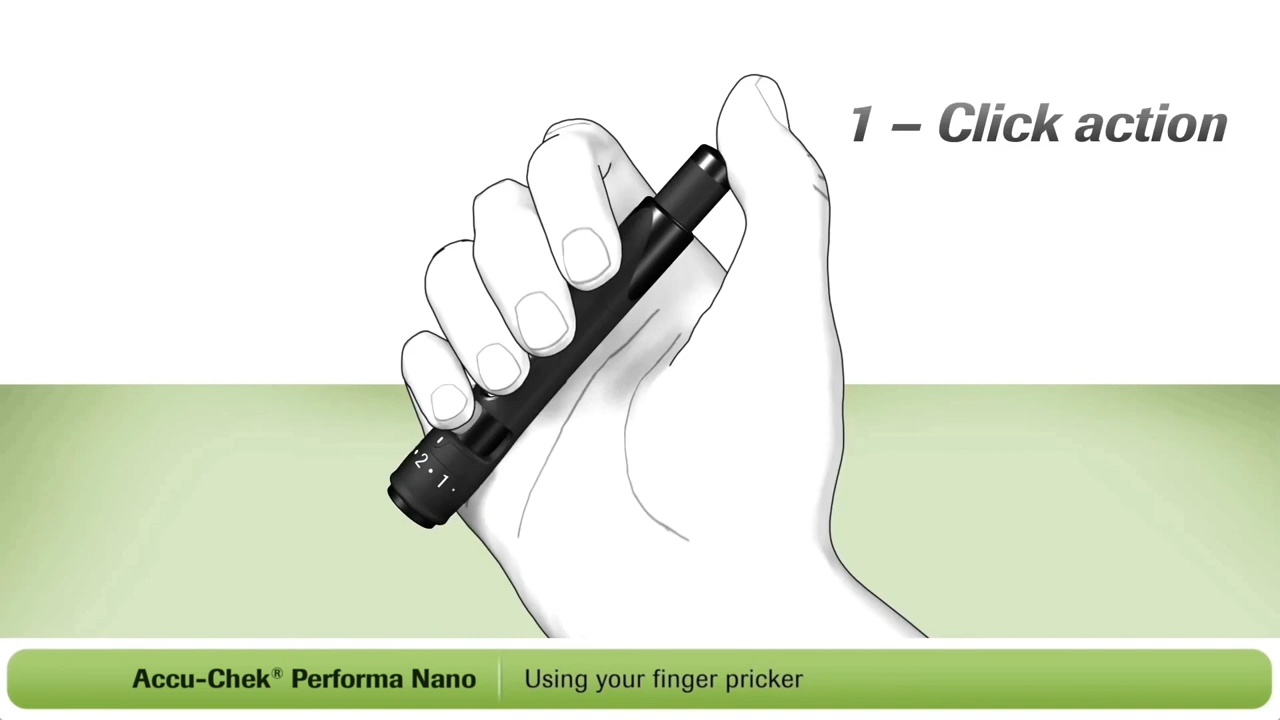 1 – Click action
2 • 1 •
Accu-Chek® Performa Nano
Using your finger pricker